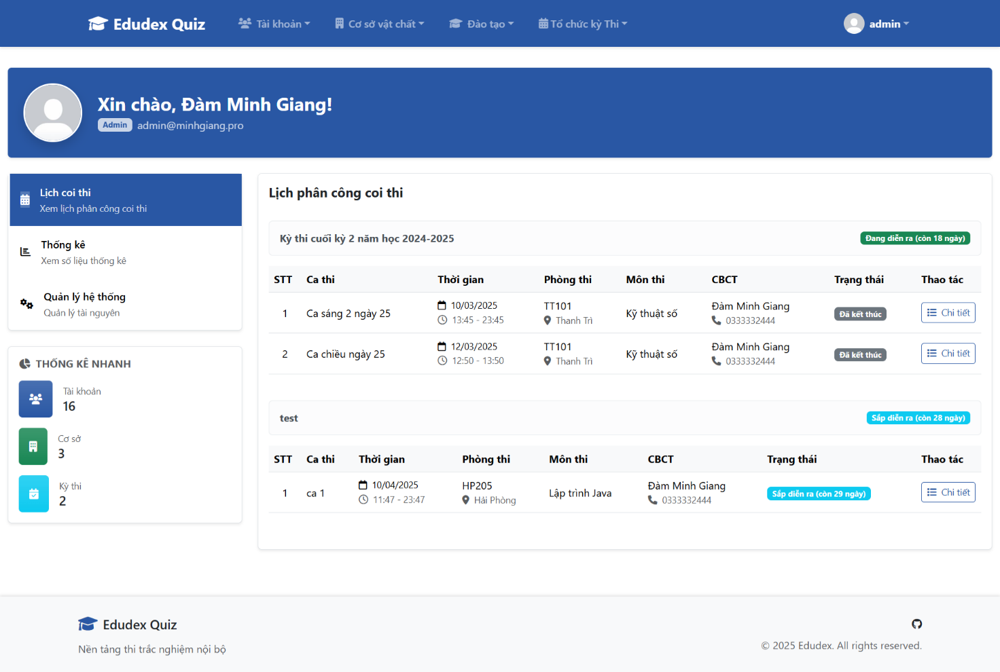 Edudex Quiz Tài khoản Cơ sở vật chất Đào tạo Tổ chức kỳ Thi admin
Xin chào, Đàm Minh Giang!
Admin admin@minhgiang.pro
Lịch coi thi
Xem lịch phân công coi thi
Thống kê
Xem số liệu thống kê
Quản lý hệ thống
Quản lý tài nguyên
THỐNG KÊ NHANH
Tài khoản
16
Cơ sở
3
Kỳ thi
2
Lịch phân công coi thi
Kỳ thi cuối kỳ 2 năm học 2024-2025 Đang diễn ra (còn 18 ngày)
STT Ca thi Thời gian Phòng thi Môn thi CBCT Trạng thái Thao tác
1 Ca sáng 2 ngày 25 10/03/2025 13:45 - 23:45 TT101 Thanh Trì Kỹ thuật số Đàm Minh Giang 0333332444 Đã kết thúc Chi tiết
2 Ca chiều ngày 25 12/03/2025 12:50 - 13:50 TT101 Thanh Trì Kỹ thuật số Đàm Minh Giang 0333332444 Đã kết thúc Chi tiết
test Sắp diễn ra (còn 28 ngày)
STT Ca thi Thời gian Phòng thi Môn thi CBCT Trạng thái Thao tác
1 ca 1 10/04/2025 11:47 - 23:47 HP205 Hải Phòng Lập trình Java Đàm Minh Giang 0333332444 Sắp diễn ra (còn 29 ngày) Chi tiết
Edudex Quiz
Nền tảng thi trắc nghiệm nội bộ
© 2025 Edudex. All rights reserved.